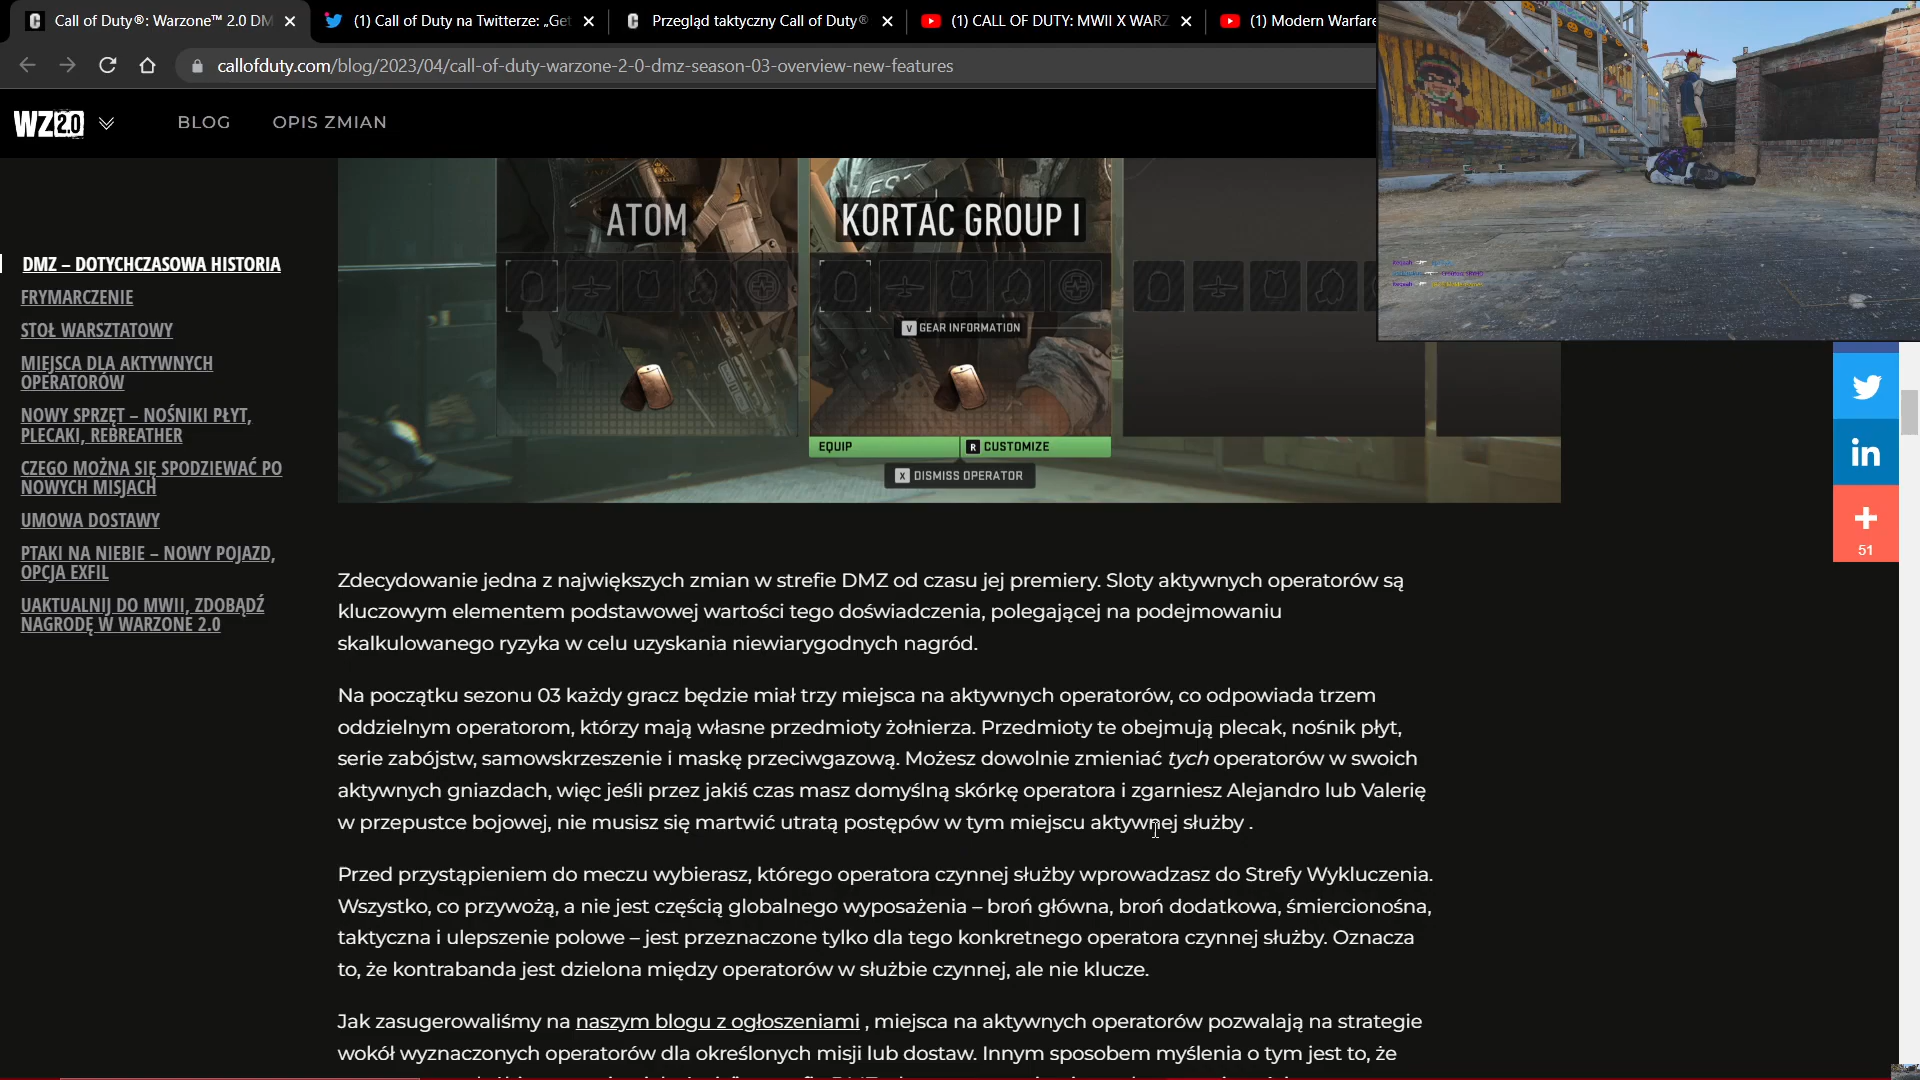 Call of Duty®: Warzone™ 2.0 DM
(1) Call of Duty na Twitterze: „Get
Przegląd taktyczny Call of Duty®
(1) CALL OF DUTY: MWII X WARZ
(1) Modern Warfare
callofduty.com/blog/2023/04/call-of-duty-warzone-2-0-dmz-season-03-overview-new-features
WZ2.0
BLOG
OPIS ZMIAN
DMZ – DOTYCHCZASOWA HISTORIA
FRYMARCZENIE
STOŁ WARSZTATOWY
MIEJSCA DLA AKTYWNYCH
OPERATORÓW
NOWY SPRZĘT – NOŚNIKI PŁYT,
PLECAKI, REBREATHER
CZEGO MOŻNA SIĘ SPODZIEWAĆ PO
NOWYCH MISJACH
UMOWA DOSTAWY
PTAKI NA NIEBIE – NOWY POJAZD,
OPCJA EXFIL
UAKTUALNIJ DO MWII, ZDOBĄDŹ
NAGRODĘ W WARZONE 2.0
ATOM
KORTAC GROUP I
V GEAR INFORMATION
EQUIP
R CUSTOMIZE
X DISMISS OPERATOR
51
Zdecydowanie jedna z największych zmian w strefie DMZ od czasu jej premiery. Sloty aktywnych operatorów są
kluczowym elementem podstawowej wartości tego doświadczenia, polegającej na podejmowaniu
skalkulowanego ryzyka w celu uzyskania niewiarygodnych nagród.
Na początku sezonu 03 każdy gracz będzie miał trzy miejsca na aktywnych operatorów, co odpowiada trzem
oddzielnym operatorom, którzy mają własne przedmioty żołnierza. Przedmioty te obejmują plecak, nośnik płyt,
serie zabójstw, samowskrzeszenie i maskę przeciwgazową. Możesz dowolnie zmieniać tych operatorów w swoich
aktywnych gniazdach, więc jeśli przez jakiś czas masz domyślną skórkę operatora i zgarniesz Alejandro lub Valerię
w przepustce bojowej, nie musisz się martwić utratą postępów w tym miejscu aktywnej służby .
Przed przystąpieniem do meczu wybierasz, którego operatora czynnej służby wprowadzasz do Strefy Wykluczenia.
Wszystko, co przywożą, a nie jest częścią globalnego wyposażenia – broń główna, broń dodatkowa, śmiercionośna,
taktyczna i ulepszenie polowe – jest przeznaczone tylko dla tego konkretnego operatora czynnej służby. Oznacza
to, że kontrabanda jest dzielona między operatorów w służbie czynnej, ale nie klucze.
Jak zasugerowaliśmy na naszym blogu z ogłoszeniami , miejsca na aktywnych operatorów pozwalają na strategie
wokół wyznaczonych operatorów dla określonych misji lub dostaw. Innym sposobem myślenia o tym jest to, że